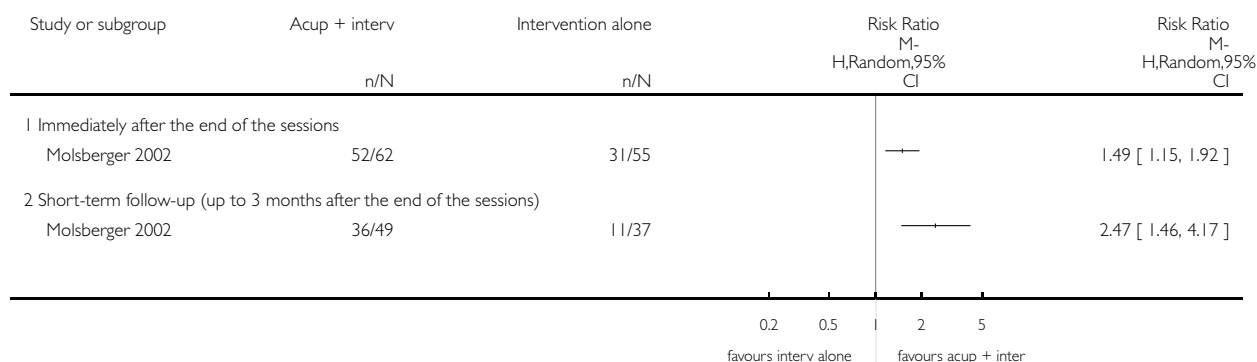 Study or subgroup Acup + interv Intervention alone Risk Ratio Risk Ratio
M- M-
H,Random,95% H,Random,95%
n/N n/N CI CI
1 Immediately after the end of the sessions
Molsberger 2002 52/62 31/55 1.49 [ 1.15, 1.92 ]
2 Short-term follow-up (up to 3 months after the end of the sessions)
Molsberger 2002 36/49 11/37 2.47 [ 1.46, 4.17 ]
0.2 0.5 1 2 5
favours interv alone favours acup + inter